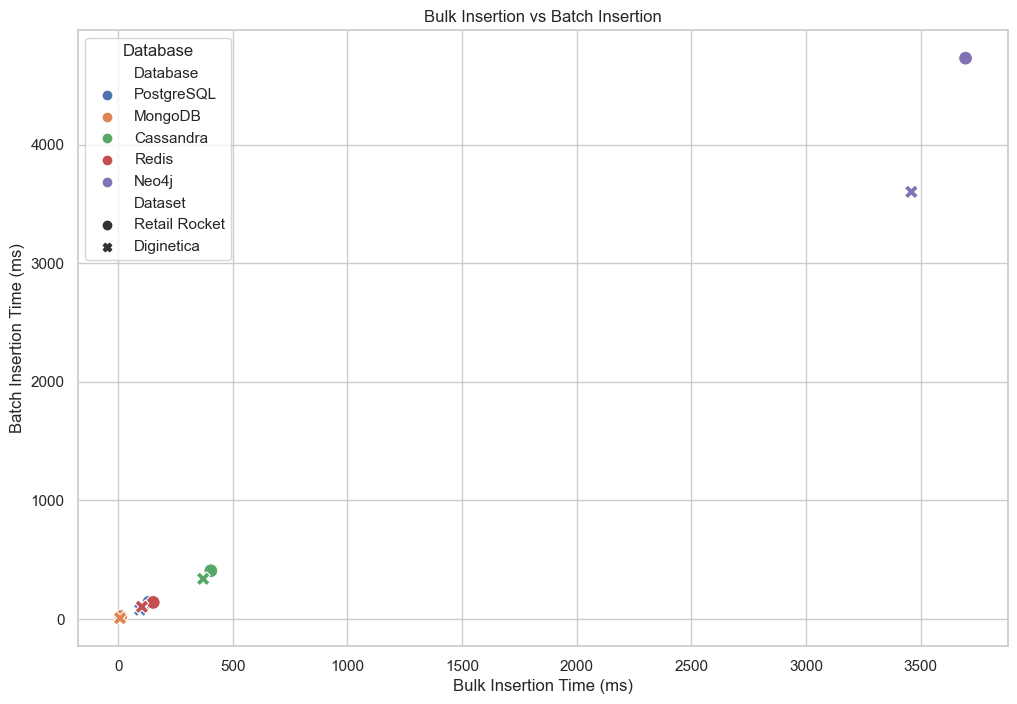 Bulk Insertion vs Batch Insertion
Database
Database
PostgreSQL
MongoDB
Cassandra
Redis
Neo4j
Dataset
Retail Rocket
Diginetica
Batch Insertion Time (ms)
4000
3000
2000
1000
0
0
500
1000
1500
2000
2500
3000
3500
Bulk Insertion Time (ms)